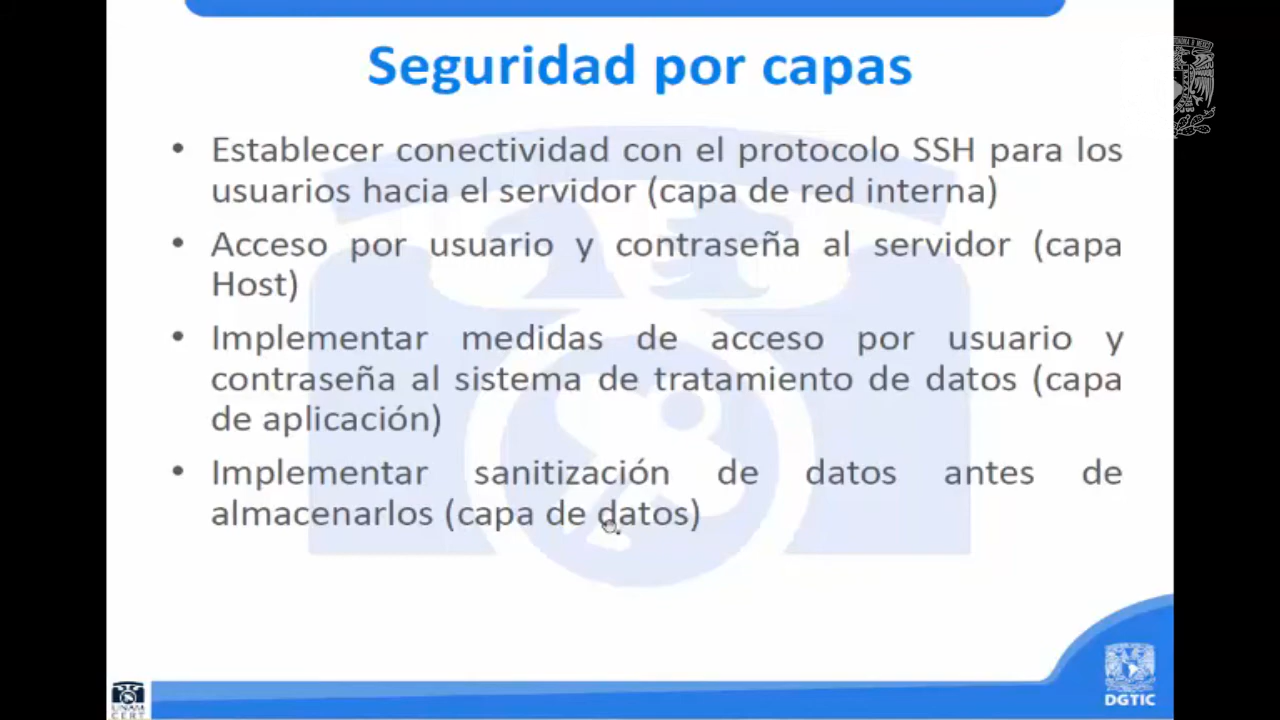 Seguridad por capas
• Establecer conectividad con el protocolo SSH para los
usuarios hacia el servidor (capa de red interna)
• Acceso por usuario y contraseña al servidor (capa
Host)
• Implementar medidas de acceso por usuario y
contraseña al sistema de tratamiento de datos (capa
de aplicación)
• Implementar sanitización de datos antes de
almacenarlos (capa de datos)
UNAM
CERT
DGTIC